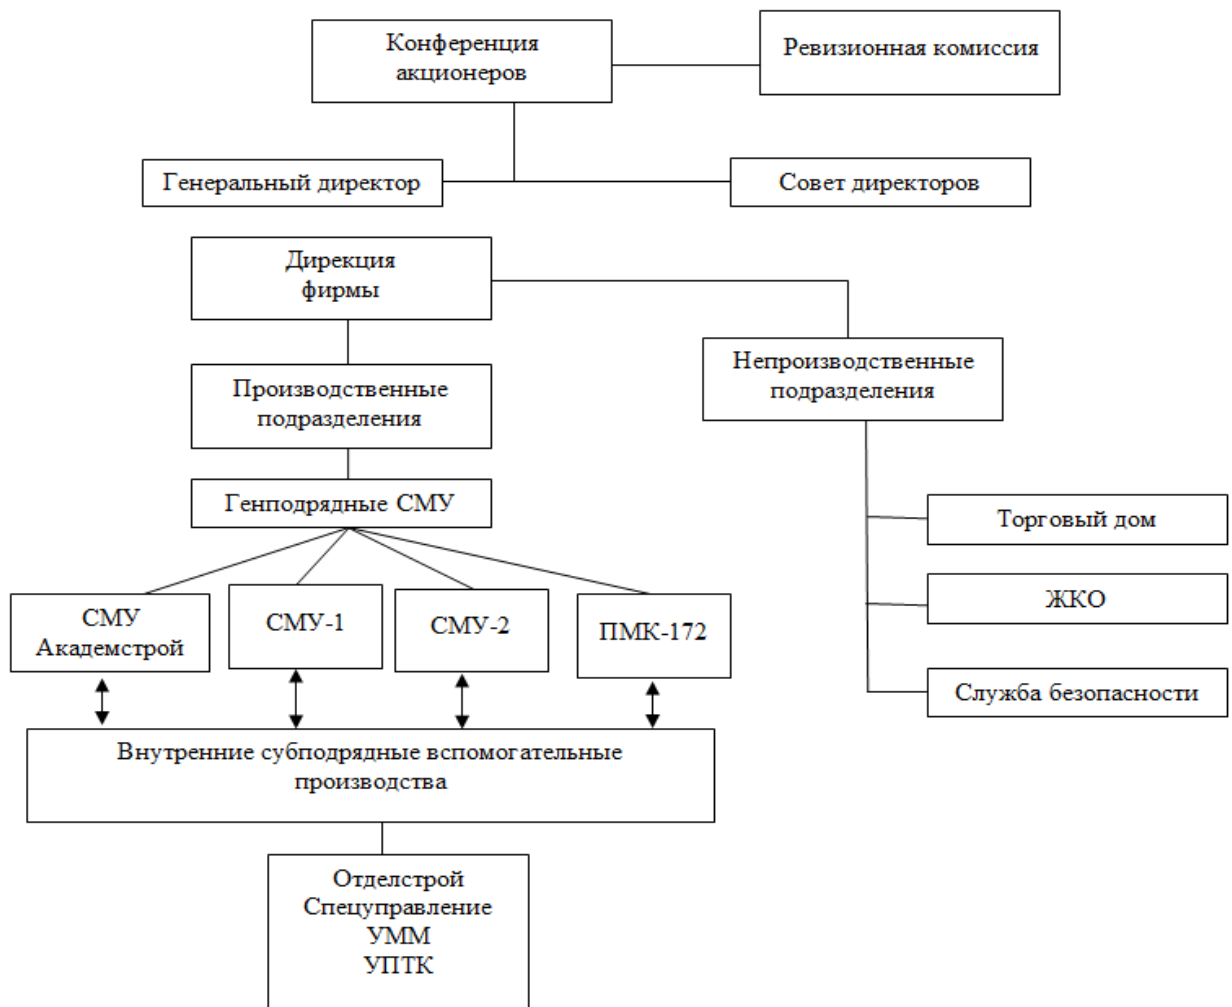 Конференция
акционеров
Ревизионная комиссия
Генеральный директор
Совет директоров
Дирекция
фирмы
Непроизводственные
подразделения
Производственные
подразделения
Генподрядные СМУ
Торговый дом
ЖКО
Служба безопасности
СМУ
Академстрой
СМУ-1
СМУ-2
ПМК-172
Внутренние субподрядные вспомогательные
производства
Отделстрой
Спецуправление
УММ
УПТК